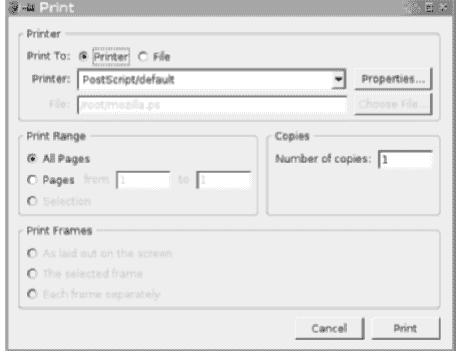 Print
Printer
Print To: Printer File
Printer: PostScript/default Properties...
File: /root/mozilla.ps Choose File...
Print Range
All Pages
Pages from 1 to 1
Selection
Copies
Number of copies: 1
Print Frames
As laid out on the screen
The selected frame
Each frame separately
Cancel Print